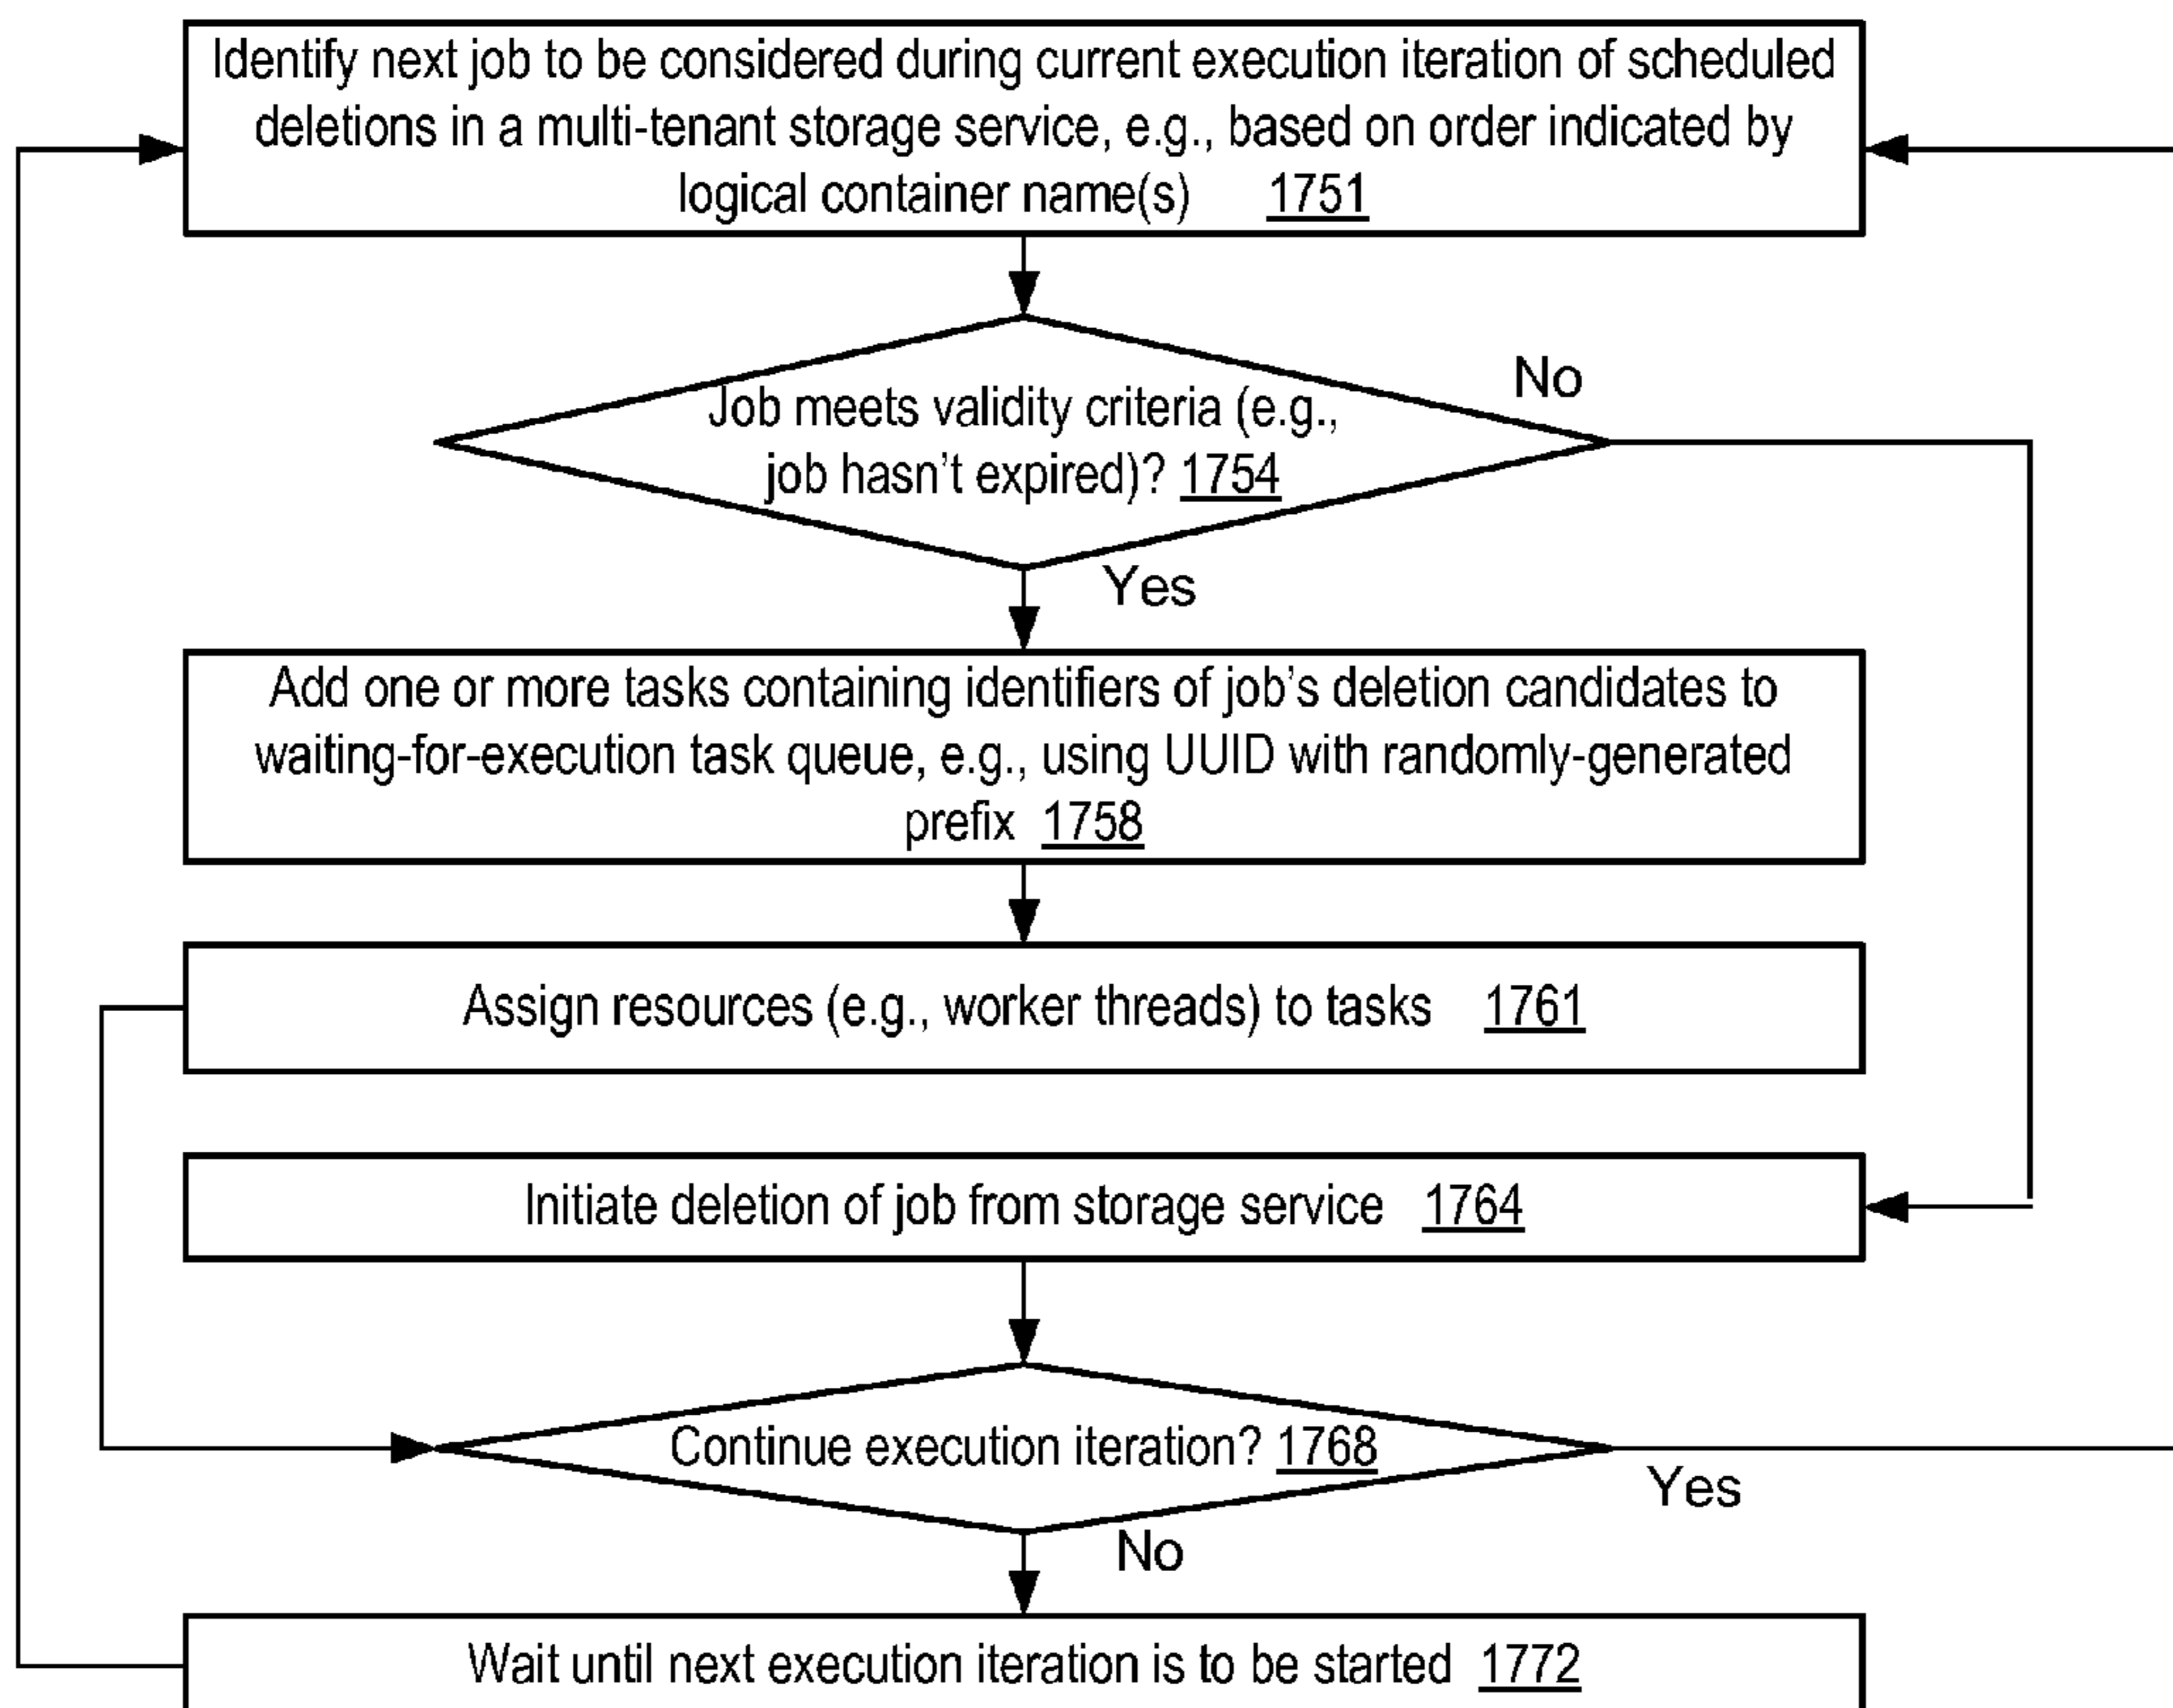 Identify next job to be considered during current execution iteration of scheduled
deletions in a multi-tenant storage service, e.g., based on order indicated by
logical container name(s) 1751
Job meets validity criteria (e.g.,
job hasn't expired)? 1754
No
Yes
Add one or more tasks containing identifiers of job's deletion candidates to
waiting-for-execution task queue, e.g., using UUID with randomly-generated
prefix 1758
Assign resources (e.g., worker threads) to tasks 1761
Initiate deletion of job from storage service 1764
Continue execution iteration? 1768
Yes
No
Wait until next execution iteration is to be started 1772